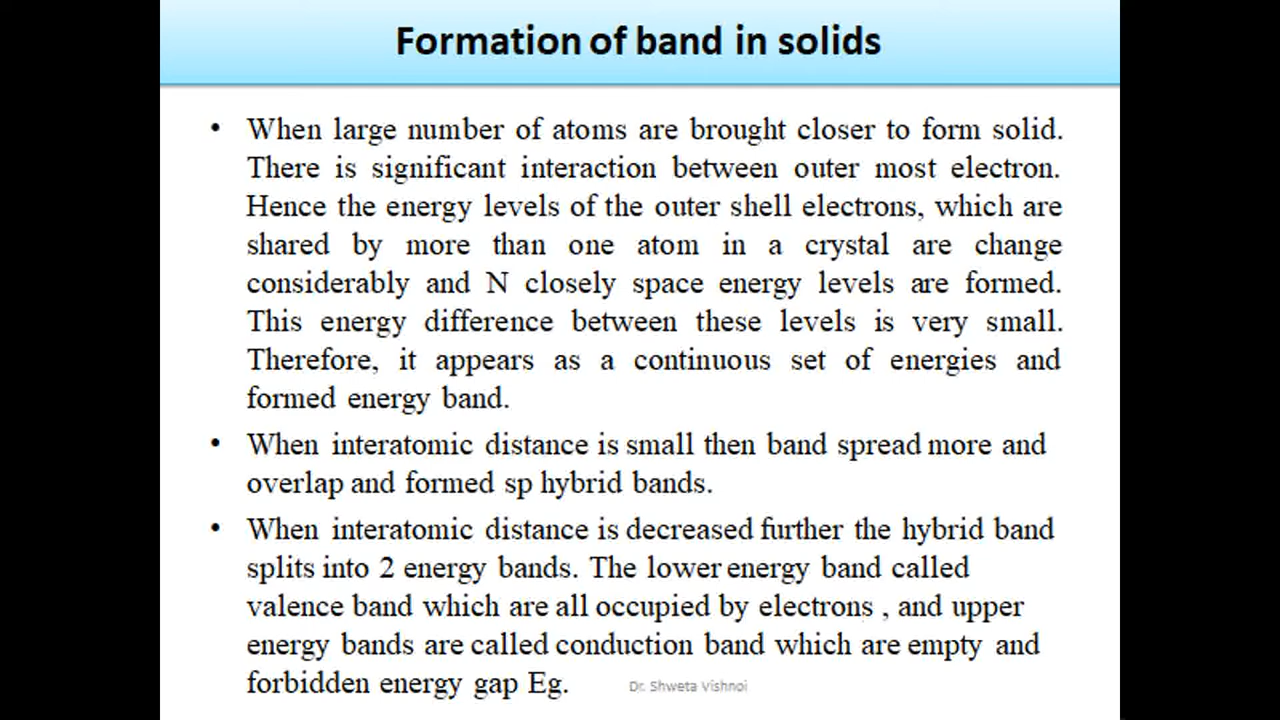 Formation of band in solids
• When large number of atoms are brought closer to form solid.
There is significant interaction between outer most electron.
Hence the energy levels of the outer shell electrons, which are
shared by more than one atom in a crystal are change
considerably and N closely space energy levels are formed.
This energy difference between these levels is very small.
Therefore, it appears as a continuous set of energies and
formed energy band.
• When interatomic distance is small then band spread more and
overlap and formed sp hybrid bands.
• When interatomic distance is decreased further the hybrid band
splits into 2 energy bands. The lower energy band called
valence band which are all occupied by electrons , and upper
energy bands are called conduction band which are empty and
forbidden energy gap Eg.
Dr. Shweta Vishnoi